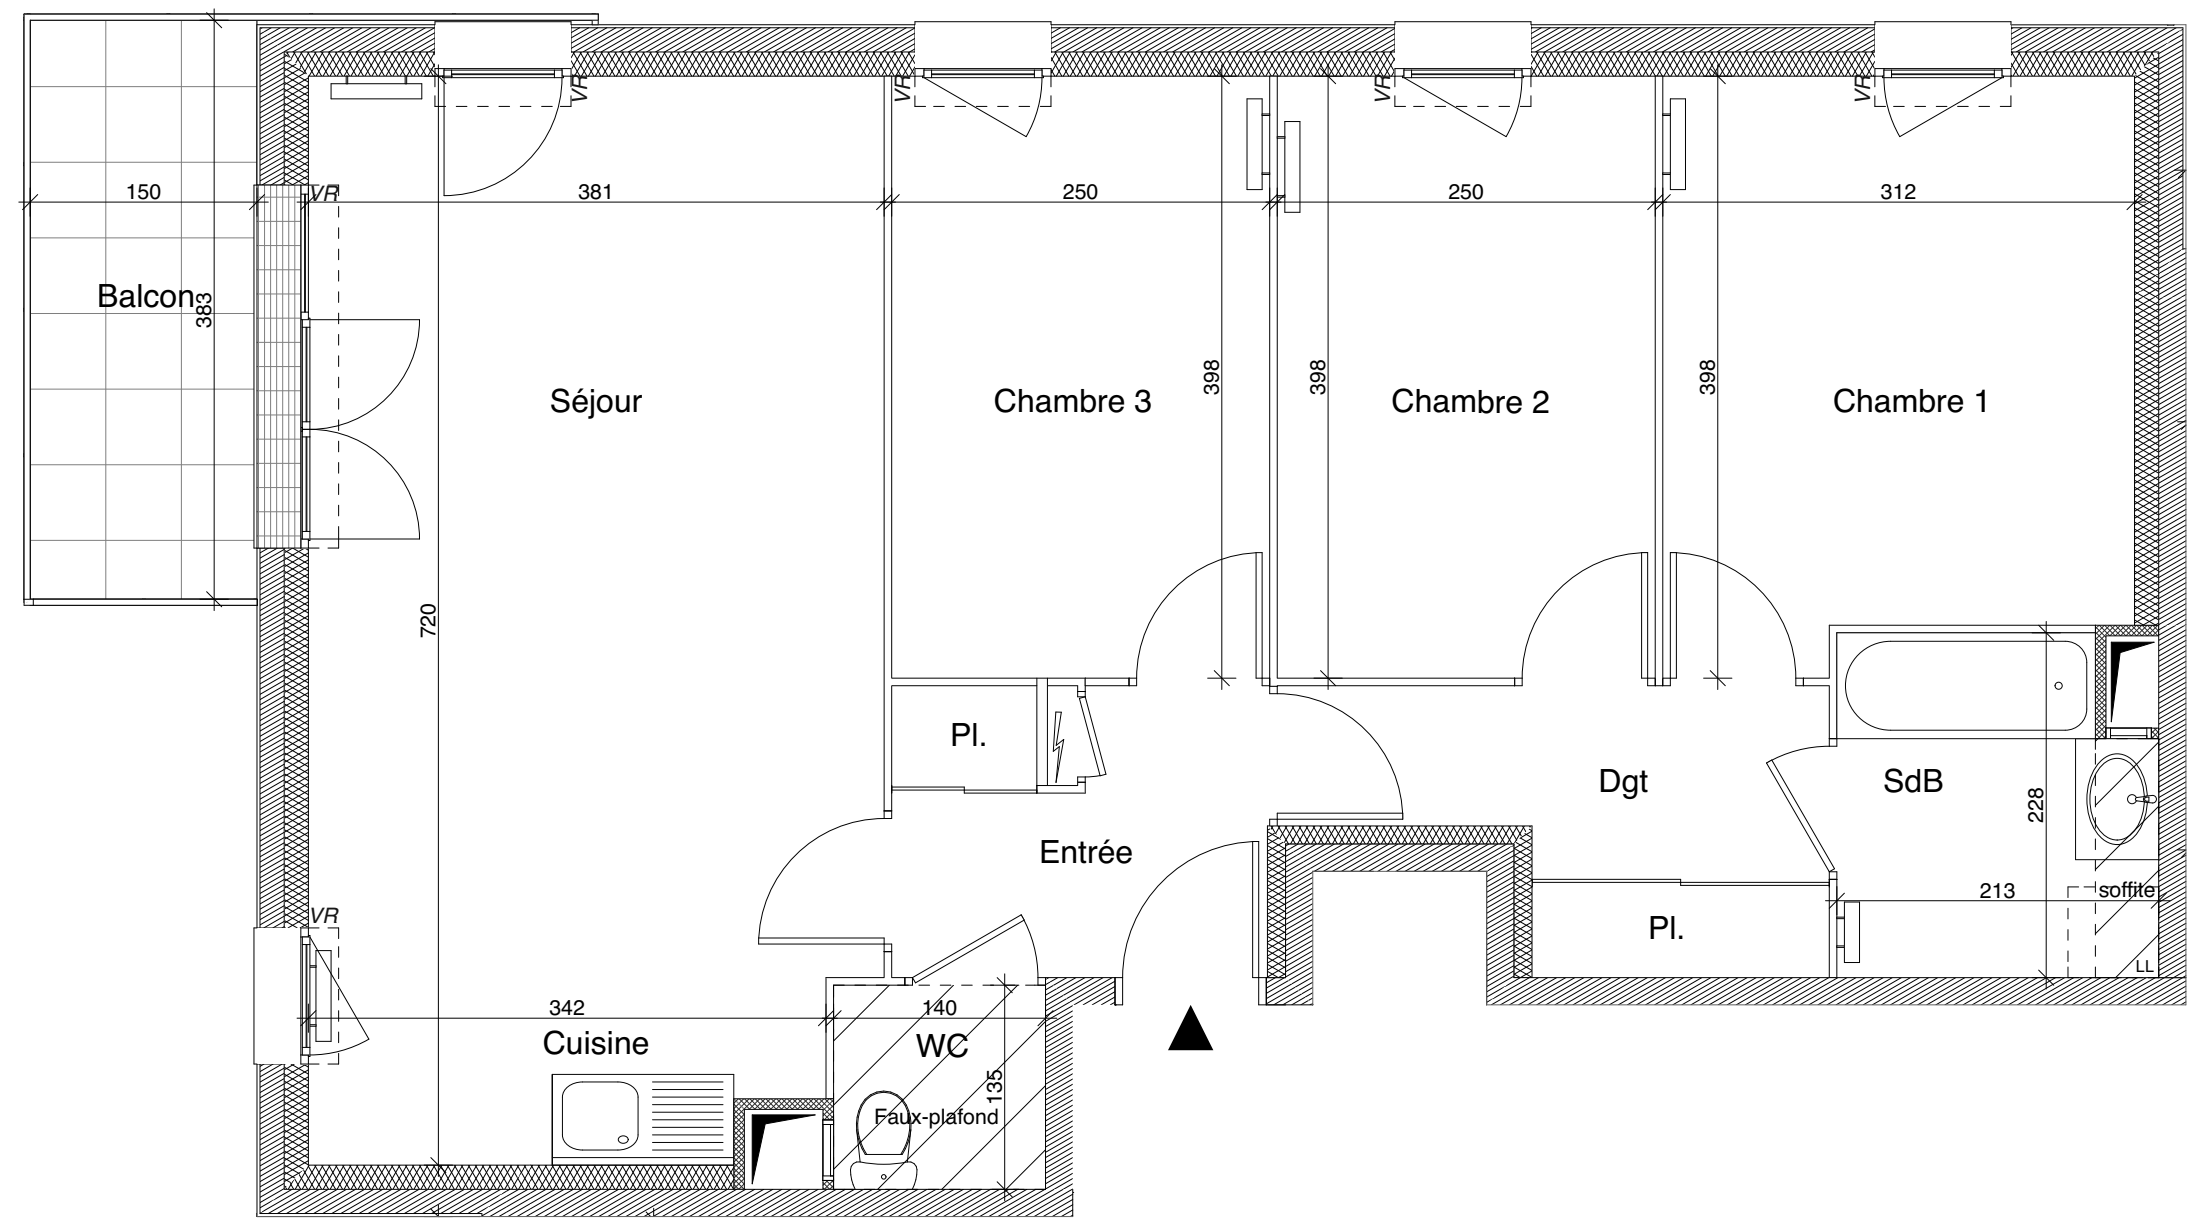 VR
VR
VR
VR
150
VR
381
250
250
312
Balcon
383
398
398
398
Séjour
Chambre 3
Chambre 2
Chambre 1
720
Pl.
Dgt
SdB
228
Entrée
213
soffite
VR
Pl.
LL
342
140
Cuisine
WC
135
Faux-plafond